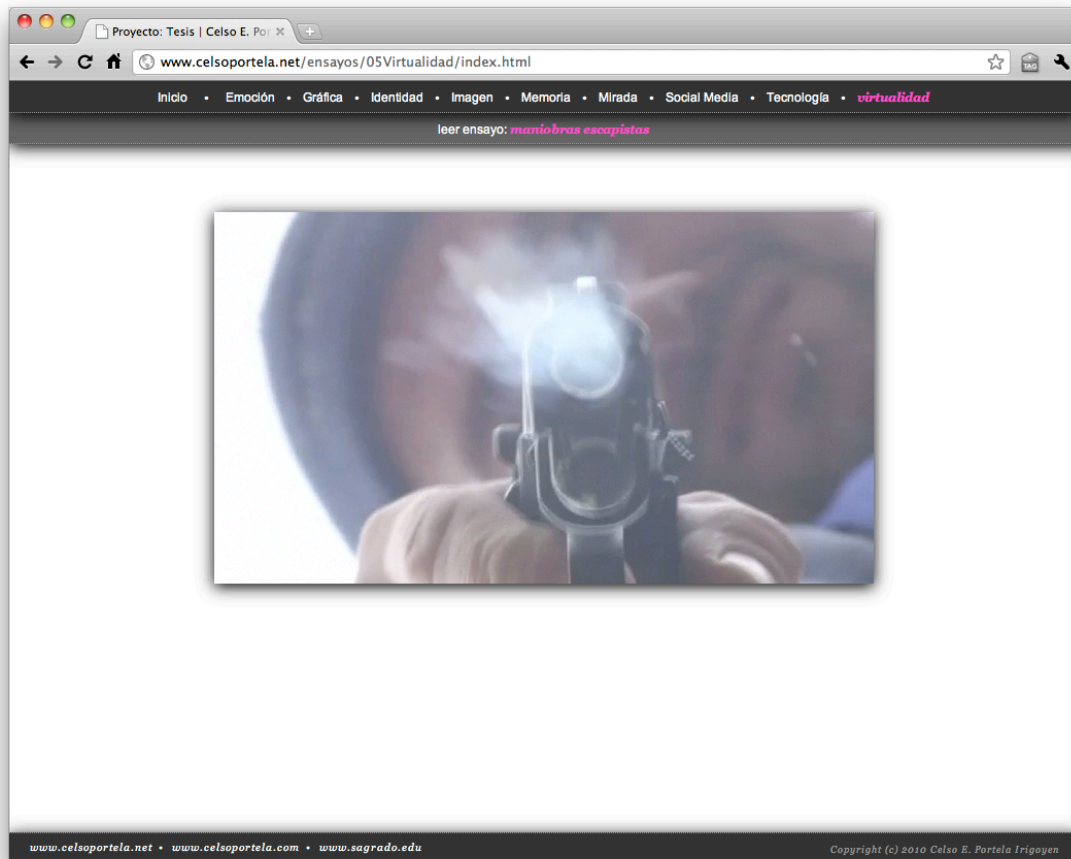 Proyecto: Tesis | Celso E. Por
www.celsoportela.net/ensayos/05Virtualidad/index.html
TAG
Inicio • Emoción • Gráfica • Identidad • Imagen • Memoria • Mirada • Social Media • Tecnología • virtualidad
leer ensayo: maniobras escapistas
www.celsoportela.net • www.celsoportela.com • www.sagrado.edu
Copyright (c) 2010 Celso E. Portela Irigoyen